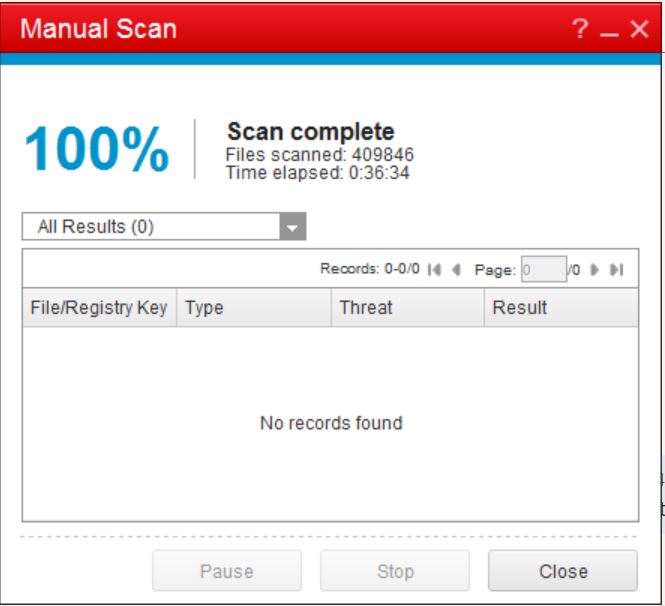 Manual Scan ? _ ×
100%
Scan complete
Files scanned: 409846
Time elapsed: 0:36:34
All Results (0)
Records: 0-0/0 Page: 0 /0
File/Registry Key Type Threat Result
No records found
Pause Stop Close